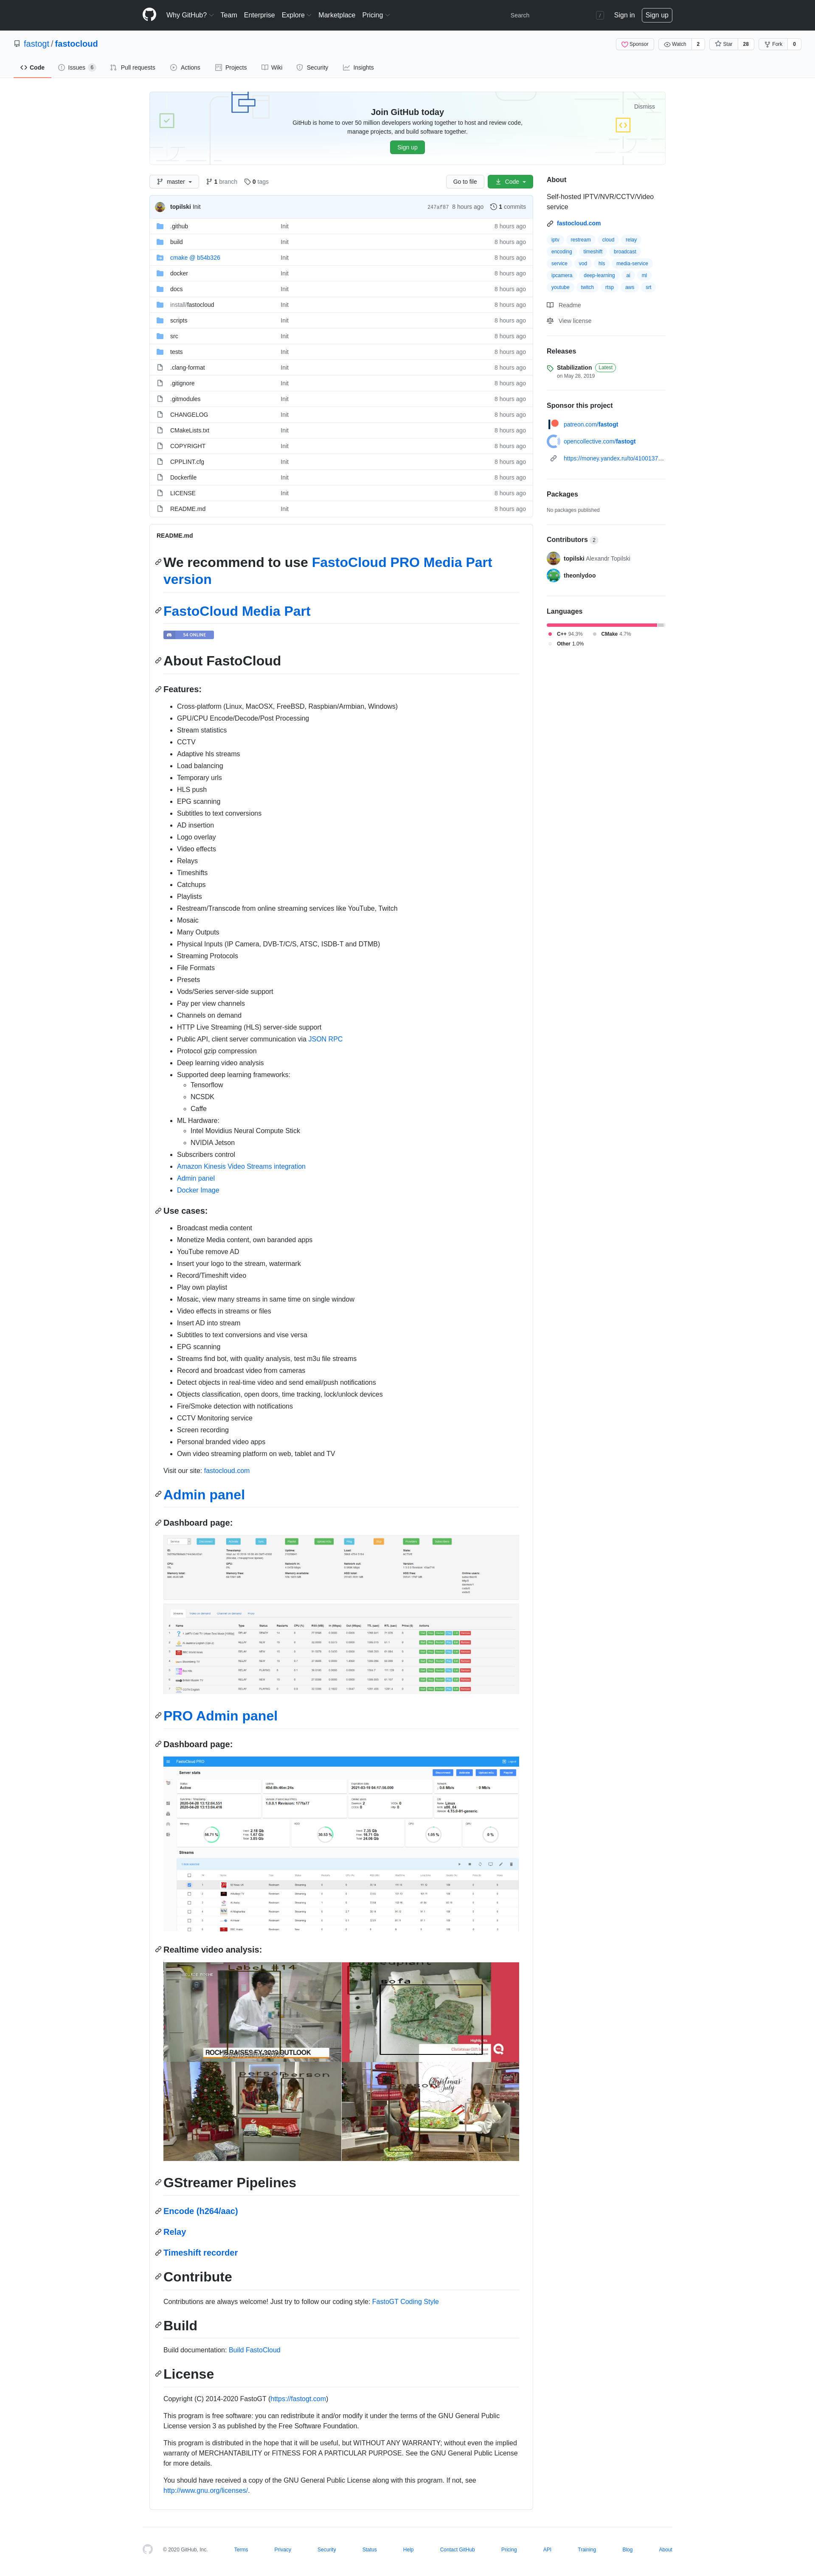 Why GitHub? Team Enterprise Explore Marketplace Pricing
Search / Sign in Sign up
fastogt / fastocloud
Sponsor Watch 2 Star 28 Fork 0
Code Issues 6 Pull requests Actions Projects Wiki Security Insights
Join GitHub today
Dismiss
GitHub is home to over 50 million developers working together to host and review code,
manage projects, and build software together.
Sign up
master 1 branch 0 tags Go to file Code
topilski Init 247af87 8 hours ago 1 commits
.github Init 8 hours ago
build Init 8 hours ago
cmake @ b54b326 Init 8 hours ago
docker Init 8 hours ago
docs Init 8 hours ago
install/fastocloud Init 8 hours ago
scripts Init 8 hours ago
src Init 8 hours ago
tests Init 8 hours ago
.clang-format Init 8 hours ago
.gitignore Init 8 hours ago
.gitmodules Init 8 hours ago
CHANGELOG Init 8 hours ago
CMakeLists.txt Init 8 hours ago
COPYRIGHT Init 8 hours ago
CPPLINT.cfg Init 8 hours ago
Dockerfile Init 8 hours ago
LICENSE Init 8 hours ago
README.md Init 8 hours ago
About
Self-hosted IPTV/NVR/CCTV/Video
service
fastocloud.com
iptv restream cloud relay
encoding timeshift broadcast
service vod hls media-service
ipcamera deep-learning ai ml
youtube twitch rtsp aws srt
Readme
View license
Releases
Stabilization Latest
on May 28, 2019
Sponsor this project
patreon.com/fastogt
opencollective.com/fastogt
https://money.yandex.ru/to/4100137...
Packages
No packages published
Contributors 2
topilski Alexandr Topilski
theonlydoo
Languages
C++ 94.3% CMake 4.7%
Other 1.0%
README.md
We recommend to use FastoCloud PRO Media Part
version
FastoCloud Media Part
54 ONLINE
About FastoCloud
Features:
Cross-platform (Linux, MacOSX, FreeBSD, Raspbian/Armbian, Windows)
GPU/CPU Encode/Decode/Post Processing
Stream statistics
CCTV
Adaptive hls streams
Load balancing
Temporary urls
HLS push
EPG scanning
Subtitles to text conversions
AD insertion
Logo overlay
Video effects
Relays
Timeshifts
Catchups
Playlists
Restream/Transcode from online streaming services like YouTube, Twitch
Mosaic
Many Outputs
Physical Inputs (IP Camera, DVB-T/C/S, ATSC, ISDB-T and DTMB)
Streaming Protocols
File Formats
Presets
Vods/Series server-side support
Pay per view channels
Channels on demand
HTTP Live Streaming (HLS) server-side support
Public API, client server communication via JSON RPC
Protocol gzip compression
Deep learning video analysis
Supported deep learning frameworks:
Tensorflow
NCSDK
Caffe
ML Hardware:
Intel Movidius Neural Compute Stick
NVIDIA Jetson
Subscribers control
Amazon Kinesis Video Streams integration
Admin panel
Docker Image
Use cases:
Broadcast media content
Monetize Media content, own baranded apps
YouTube remove AD
Insert your logo to the stream, watermark
Record/Timeshift video
Play own playlist
Mosaic, view many streams in same time on single window
Video effects in streams or files
Insert AD into stream
Subtitles to text conversions and vise versa
EPG scanning
Streams find bot, with quality analysis, test m3u file streams
Record and broadcast video from cameras
Detect objects in real-time video and send email/push notifications
Objects classification, open doors, time tracking, lock/unlock devices
Fire/Smoke detection with notifications
CCTV Monitoring service
Screen recording
Personal branded video apps
Own video streaming platform on web, tablet and TV
Visit our site: fastocloud.com
Admin panel
Dashboard page:
PRO Admin panel
Dashboard page:
FastoCloud PRO
Server stats
Streams
Realtime video analysis:
Label #14
ROCHE RAISES FY 2019 OUTLOOK
sofa
person
person
Christmas July
GStreamer Pipelines
Encode (h264/aac)
Relay
Timeshift recorder
Contribute
Contributions are always welcome! Just try to follow our coding style: FastoGT Coding Style
Build
Build documentation: Build FastoCloud
License
Copyright (C) 2014-2020 FastoGT (https://fastogt.com)
This program is free software: you can redistribute it and/or modify it under the terms of the GNU General Public
License version 3 as published by the Free Software Foundation.
This program is distributed in the hope that it will be useful, but WITHOUT ANY WARRANTY; without even the implied
warranty of MERCHANTABILITY or FITNESS FOR A PARTICULAR PURPOSE. See the GNU General Public License
for more details.
You should have received a copy of the GNU General Public License along with this program. If not, see
http://www.gnu.org/licenses/.
© 2020 GitHub, Inc. Terms Privacy Security Status Help Contact GitHub Pricing API Training Blog About